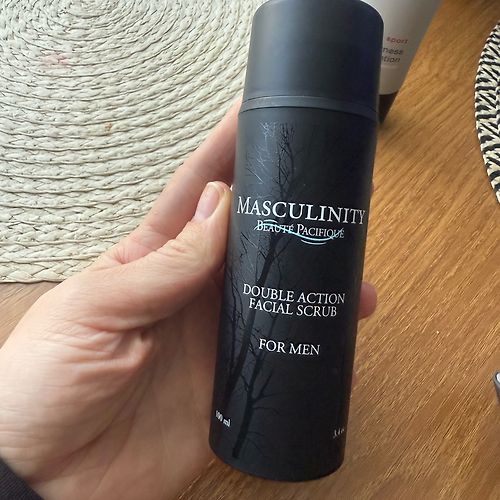 MASCULINITY
BEAUTÉ PACIFIQUE
DOUBLE ACTION
FACIAL SCRUB
FOR MEN
100 ml
sport